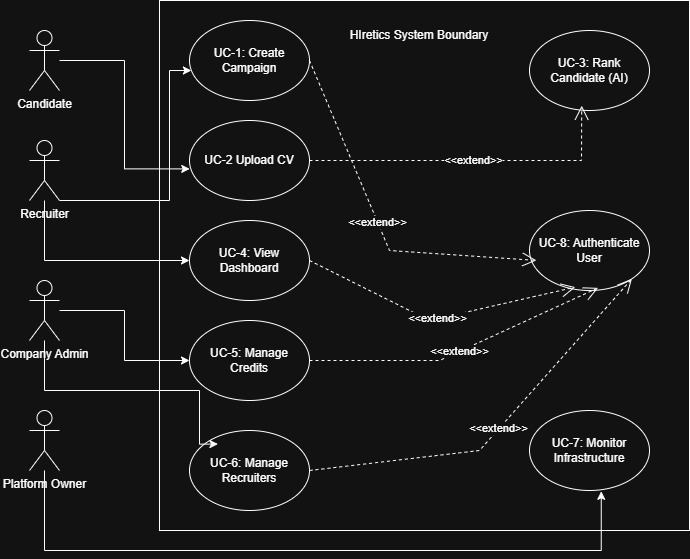 HIretics System Boundary
UC-1: Create
Campaign
UC-3: Rank
Candidate (AI)
Candidate
UC-2 Upload CV
<<extend>>
Recruiter
<<extend>>
UC-4: View
Dashboard
UC-8: Authenticate
User
<<extend>>
Company Admin
UC-5: Manage
Credits
<<extend>>
<<extend>>
UC-6: Manage
Recruiters
UC-7: Monitor
Infrastructure
Platform Owner